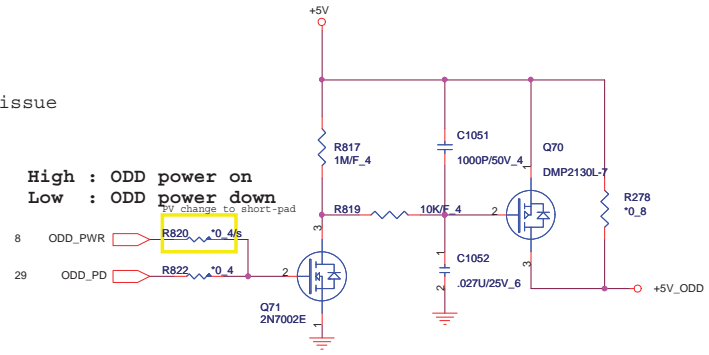 +5V
issue
R817
1M/F_4
C1051
1000P/50V_4
Q70
DMP2130L-7
1
High : ODD power on
Low : ODD power down
PV change to short-pad
R819
10K/F_4
2
R278
*0_8
8
ODD_PWR
R820
*0_4/s
3
29
ODD_PD
R822
*0_4
2
1
C1052
.027U/25V_6
2
3
+5V_ODD
Q71
2N7002E
1